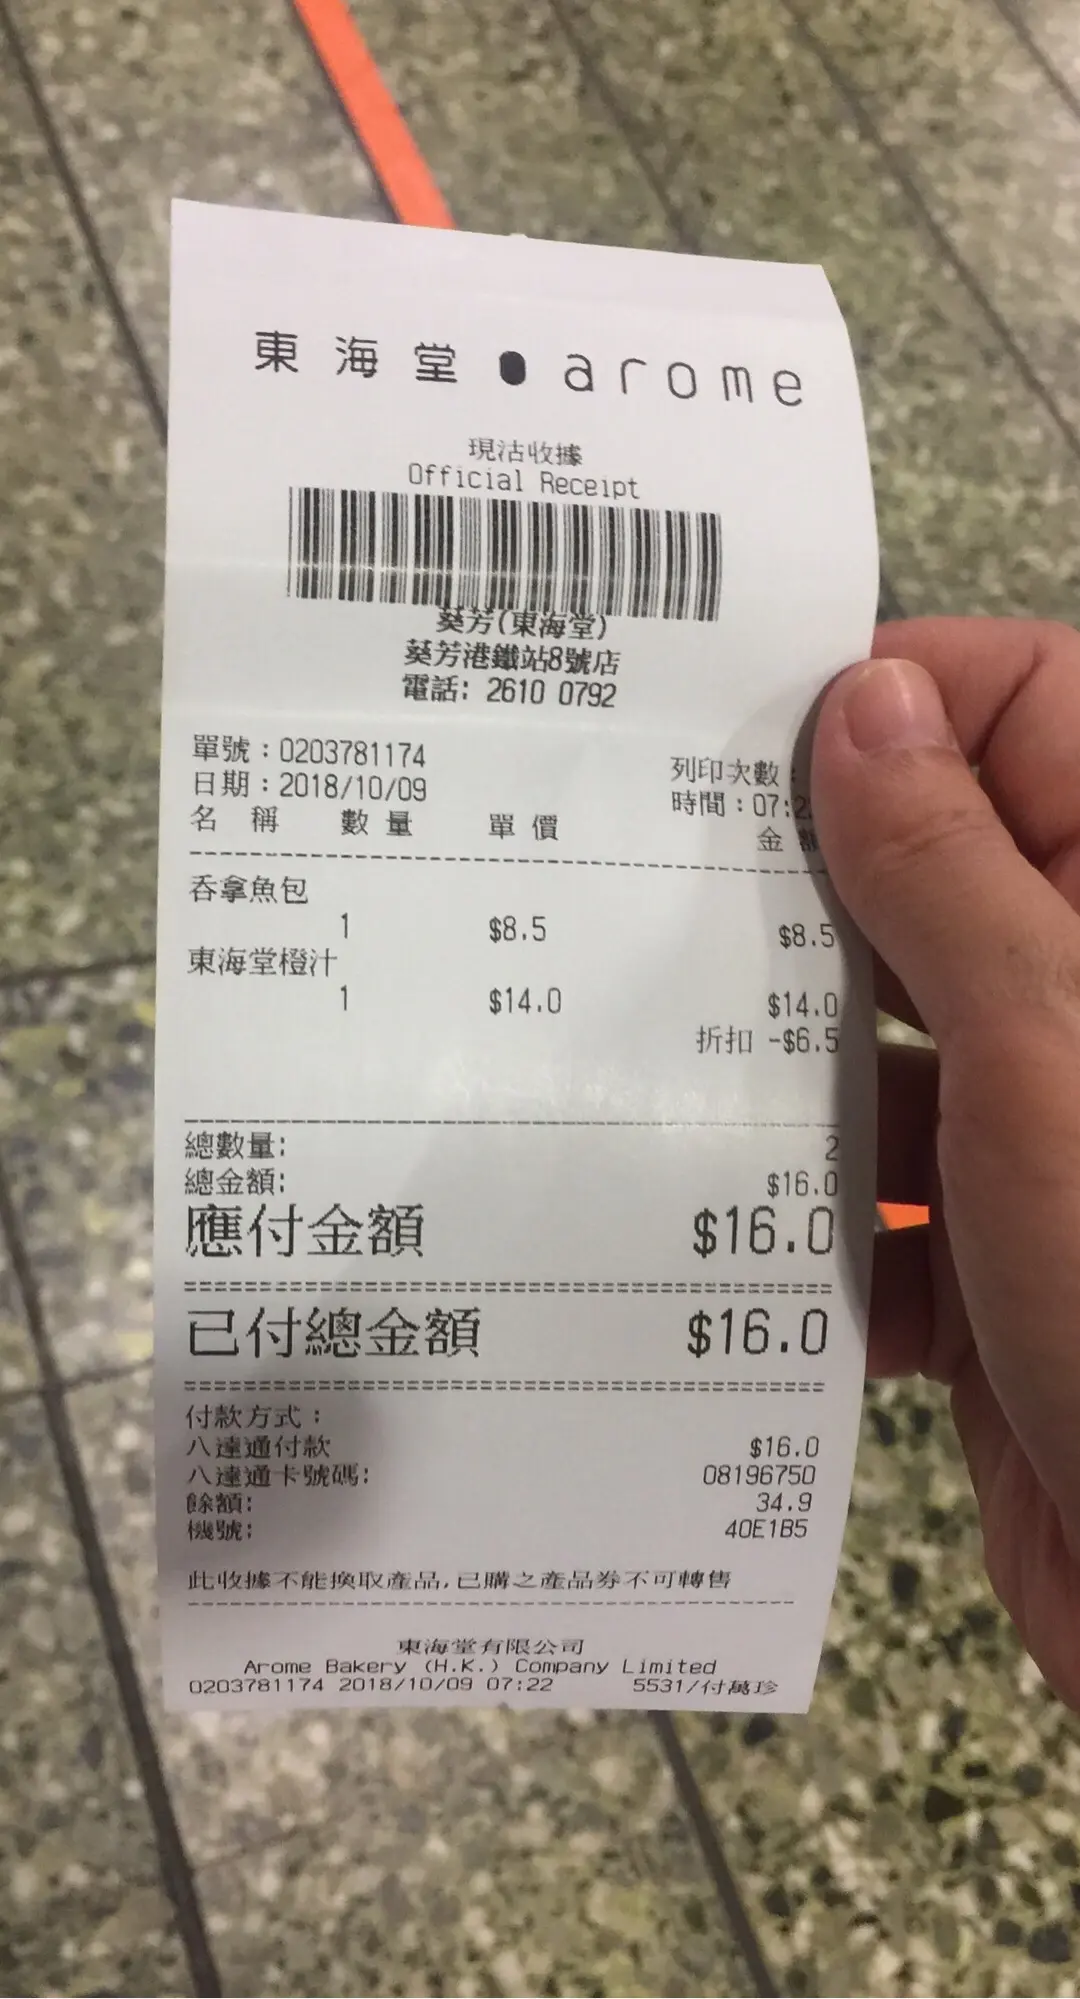 東海堂●arome
現沽收據
Official Receipt
葵芳(東海堂)
葵芳港鐵站8號店
電話: 2610 0792
單號：0203781174 列印次數：
日期：2018/10/09 時間：07:2
名 稱 數 量 單 價 金 額
吞拿魚包
1 $8.5 $8.5
東海堂橙汁
1 $14.0 $14.0
折扣 -$6.5
總數量: 2
總金額: $16.0
應付金額 $16.0
已付總金額 $16.0
付款方式：
八達通付款 $16.0
八達通卡號碼: 08196750
餘額: 34.9
機號: 40E1B5
此收據不能換取產品,已購之產品券不可轉售
東海堂有限公司
Arome Bakery (H.K.) Company Limited
0203781174 2018/10/09 07:22 5531/付萬珍